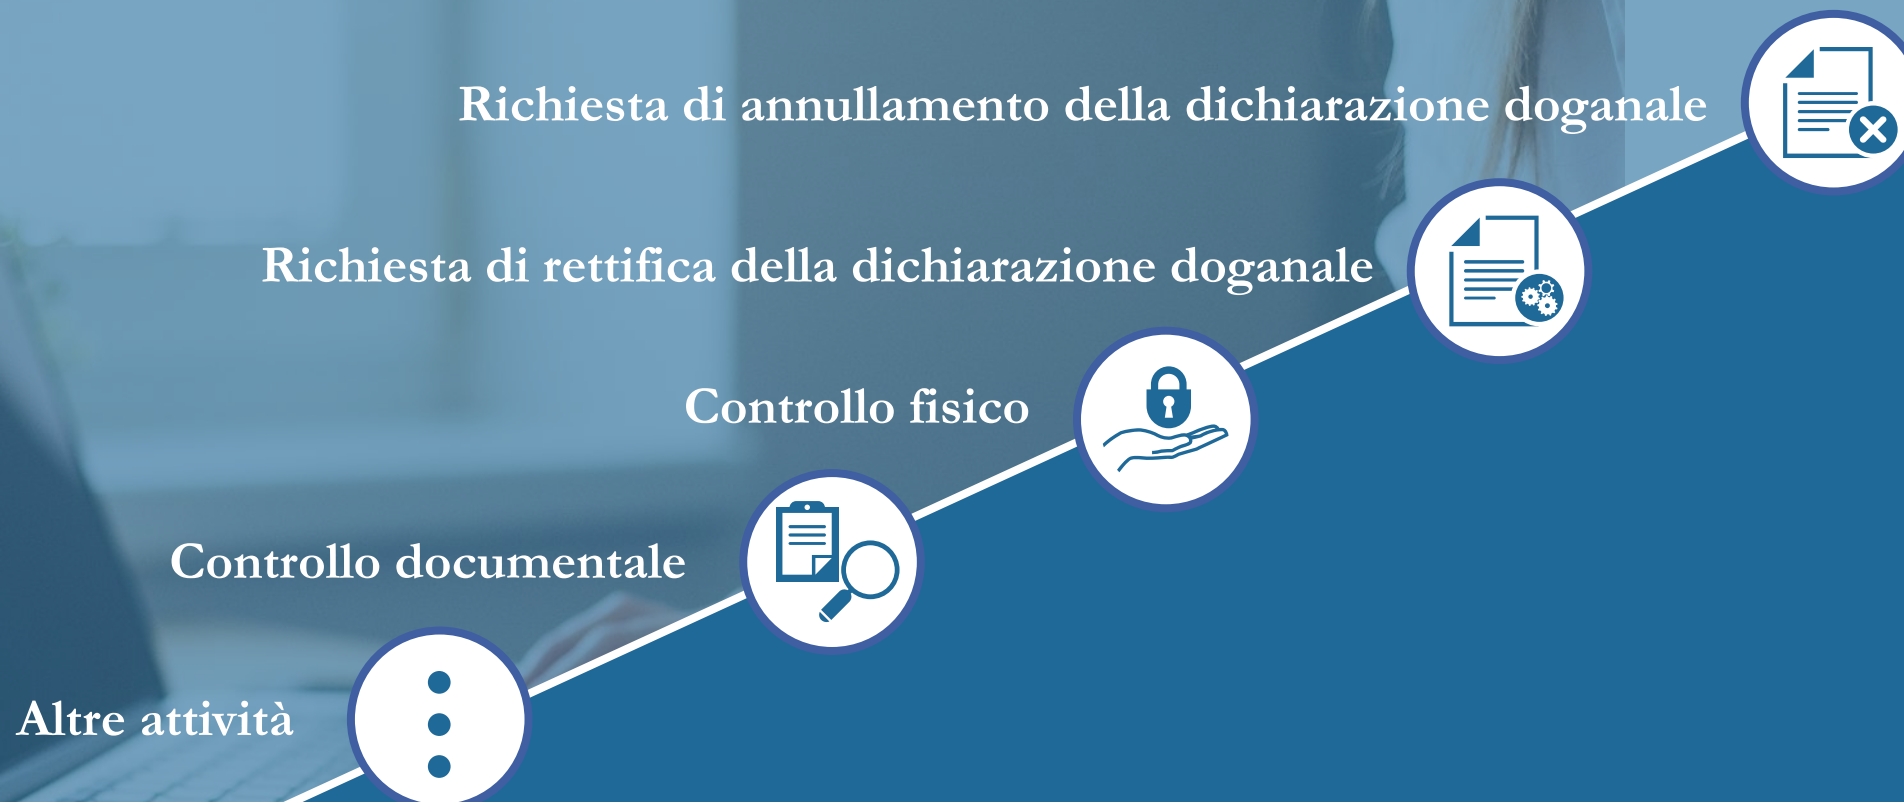 Richiesta di annullamento della dichiarazione doganale
Richiesta di rettifica della dichiarazione doganale
Controllo fisico
Controllo documentale
Altre attività